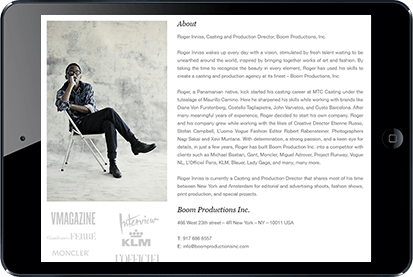 About
Roger Inniss, Casting and Production Director, Boom Productions, Inc.
Roger Inniss wakes up every day with a vision, stimulated by fresh talent waiting to be
unearthed around the world, inspired by bringing together works of art and fashion. By
taking the time to recognize the beauty in every element, Roger has used his skills to
create a casting and production agency at its finest – Boom Productions, Inc.
Roger, a Panamanian native, kick started his casting career at MTC Casting under the
tutelage of Maurilio Carnino. Here he sharpened his skills while working with brands like
Diane Von Furstenberg, Costello Tagliapietra, John Varvatos, and Custo Barcelona. After
many meaningful years of experience, Roger decided to start his own company. Roger
and his company grew while working with the likes of Creative Director Etienne Russo,
Stefan Campbell, L'uomo Vogue Fashion Editor Robert Rabensteiner, Photographers
Nagi Sakai and Xevi Muntane. With determination, a strong passion, and a keen eye for
details, in just a few years, Roger has built Boom Production Inc. into a competitor with
clients such as Michael Bastian, Gant, Moncler, Miguel Adrover, Project Runway, Vogue
NL, L'Officiel Paris, KLM, Blauer, Lady Gaga, and many, many more.
Roger Inniss is currently a Casting and Production Director that shares most of his time
between New York and Amsterdam for editorial and advertising shoots, fashion shows,
print production, and special projects.
Boom Productions Inc.
466 West 23th street – 4R New York – NY – 10011 USA
T: 917 686 6557
E: info@boomproductionsinc.com
VMAGAZINE Interview
Gianfranco FERRÉ KLM
MONCLER L'OFFICIEL